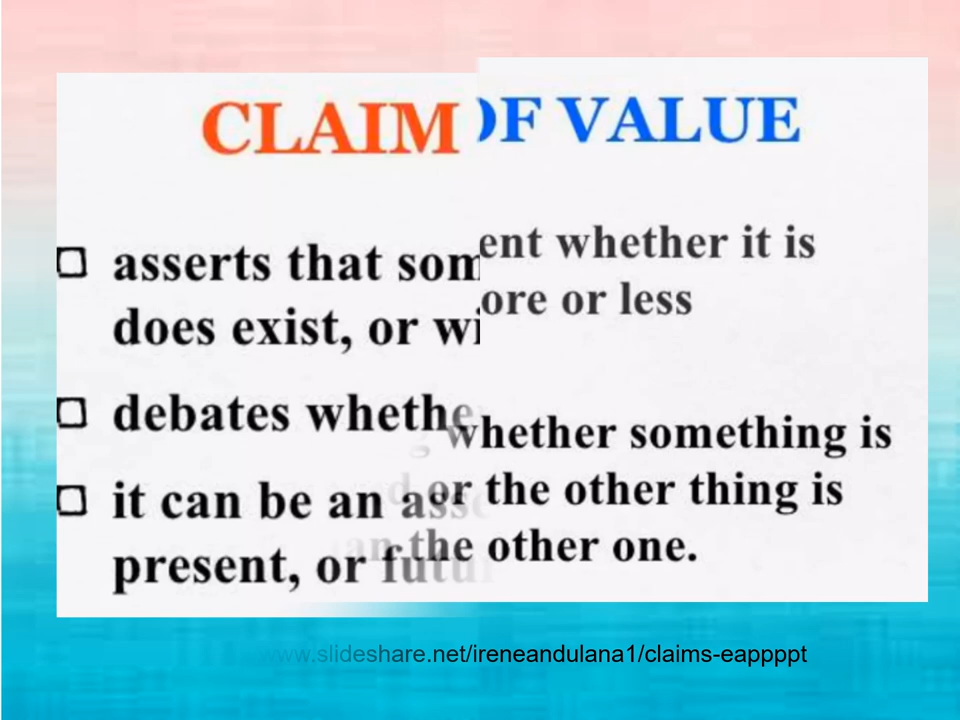 CLAIM
asserts that som
does exist, or wi
debates whethe
it can be an asse
present, or futu
OF VALUE
ent whether it is
ore or less
whether something is
or the other thing is
an the other one.
www.slideshare.net/ireneandulana1/claims-eappppt